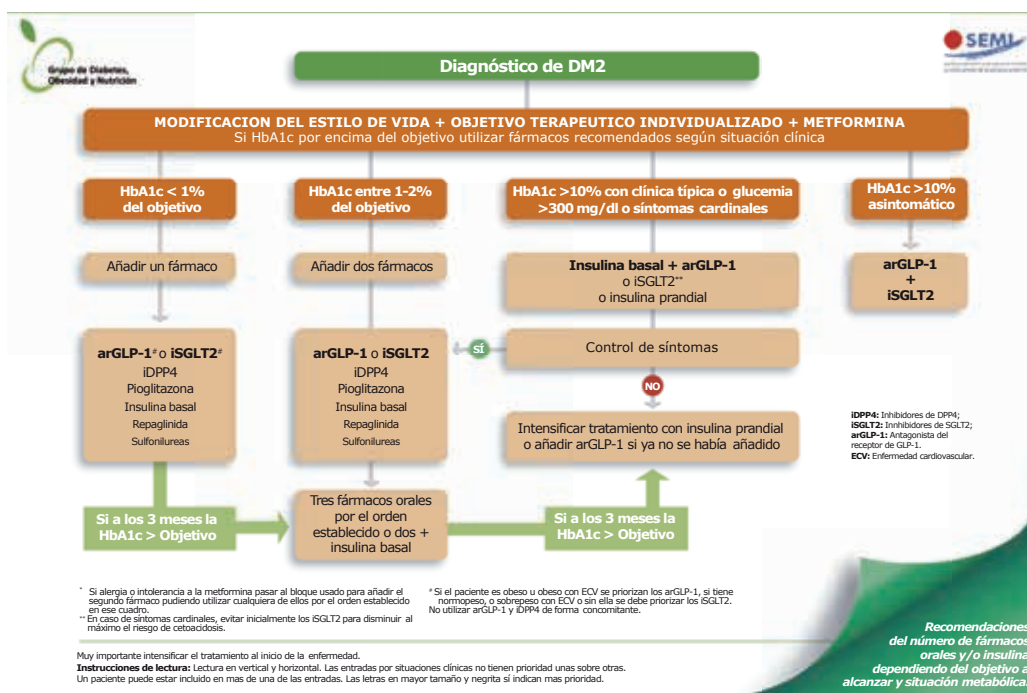 Grupo de Diabetes,
Obesidad y Nutrición
SEMI
Diagnóstico de DM2
MODIFICACION DEL ESTILO DE VIDA + OBJETIVO TERAPEUTICO INDIVIDUALIZADO + METFORMINA
Si HbA1c por encima del objetivo utilizar fármacos recomendados según situación clínica
HbA1c < 1%
del objetivo
HbA1c entre 1-2%
del objetivo
HbA1c >10% con clínica típica o glucemia
>300 mg/dl o síntomas cardinales
HbA1c >10%
asintomático
Añadir un fármaco
Añadir dos fármacos
Insulina basal + arGLP-1
o iSGLT2**
o insulina prandial
arGLP-1
+
iSGLT2
arGLP-1# o iSGLT2#
iDPP4
Pioglitazona
Insulina basal
Repaglinida
Sulfonilureas
arGLP-1 o iSGLT2
iDPP4
Pioglitazona
Insulina basal
Repaglinida
Sulfonilureas
SÍ
Control de síntomas
NO
Intensificar tratamiento con insulina prandial
o añadir arGLP-1 si ya no se había añadido
iDPP4: Inhibidores de DPP4;
iSGLT2: Innhibidores de SGLT2;
arGLP-1: Antagonista del
receptor de GLP-1.
ECV: Enfermedad cardiovascular.
Si a los 3 meses la
HbA1c > Objetivo
Tres fármacos orales
por el orden
establecido o dos +
insulina basal
Si a los 3 meses la
HbA1c > Objetivo
* Si alergia o intolerancia a la metformina pasar al bloque usado para añadir el
segundo fármaco pudiendo utilizar cualquiera de ellos por el orden establecido
en ese cuadro.
** En caso de síntomas cardinales, evitar inicialmente los iSGLT2 para disminuir al
máximo el riesgo de cetoacidosis.
# Si el paciente es obeso u obeso con ECV se priorizan los arGLP-1, si tiene
normopeso, o sobrepeso con ECV o sin ella se debe priorizar los iSGLT2.
No utilizar arGLP-1 y iDPP4 de forma concomitante.
Muy importante intensificar el tratamiento al inicio de la enfermedad.
Instrucciones de lectura: Lectura en vertical y horizontal. Las entradas por situaciones clínicas no tienen prioridad unas sobre otras.
Un paciente puede estar incluido en mas de una de las entradas. Las letras en mayor tamaño y negrita sí indican mas prioridad.
Recomendaciones
del número de fármacos
orales y/o insulina
dependiendo del objetivo a
alcanzar y situación metabólica.